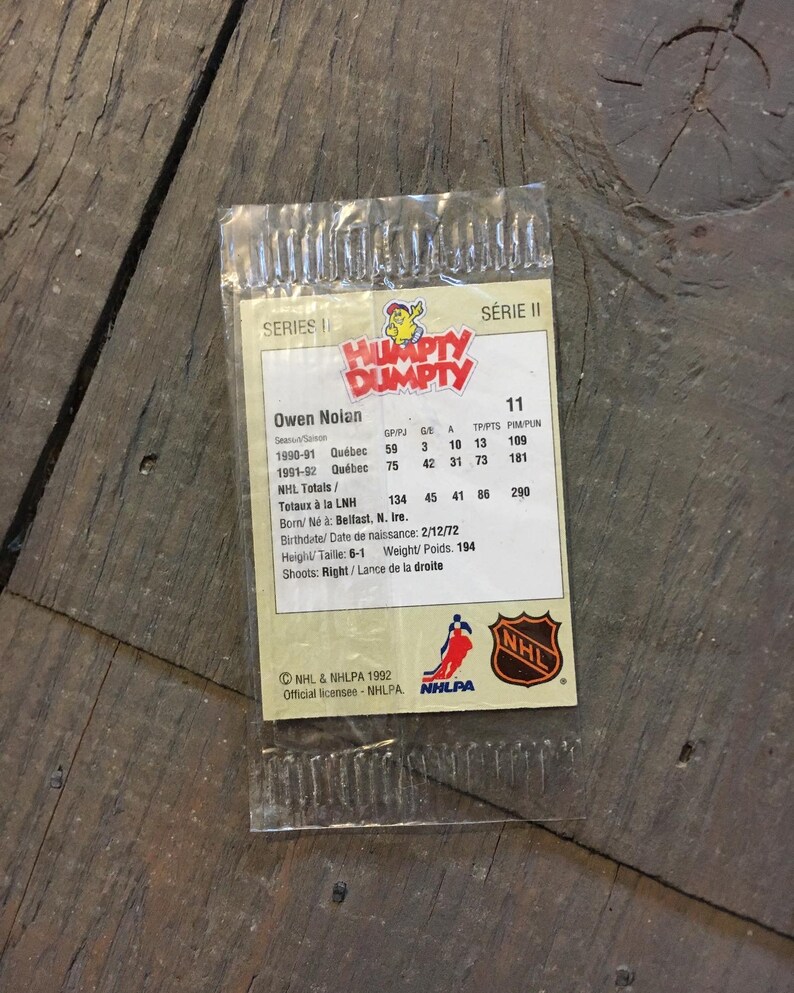 SERIES II SÉRIE II
HUMPTY
DUMPTY
Owen Nolan 11
Season/Saison GP/PJ G/B A TP/PTS PIM/PUN
1990-91 Québec 59 3 10 13 109
1991-92 Québec 75 42 31 73 181
NHL Totals /
Totaux à la LNH 134 45 41 86 290
Born/ Né à: Belfast, N. Ire.
Birthdate/ Date de naissance: 2/12/72
Height/ Taille: 6-1 Weight/ Poids. 194
Shoots: Right / Lance de la droite
NHLPA
NHL
®
© NHL & NHLPA 1992
Official licensee - NHLPA.